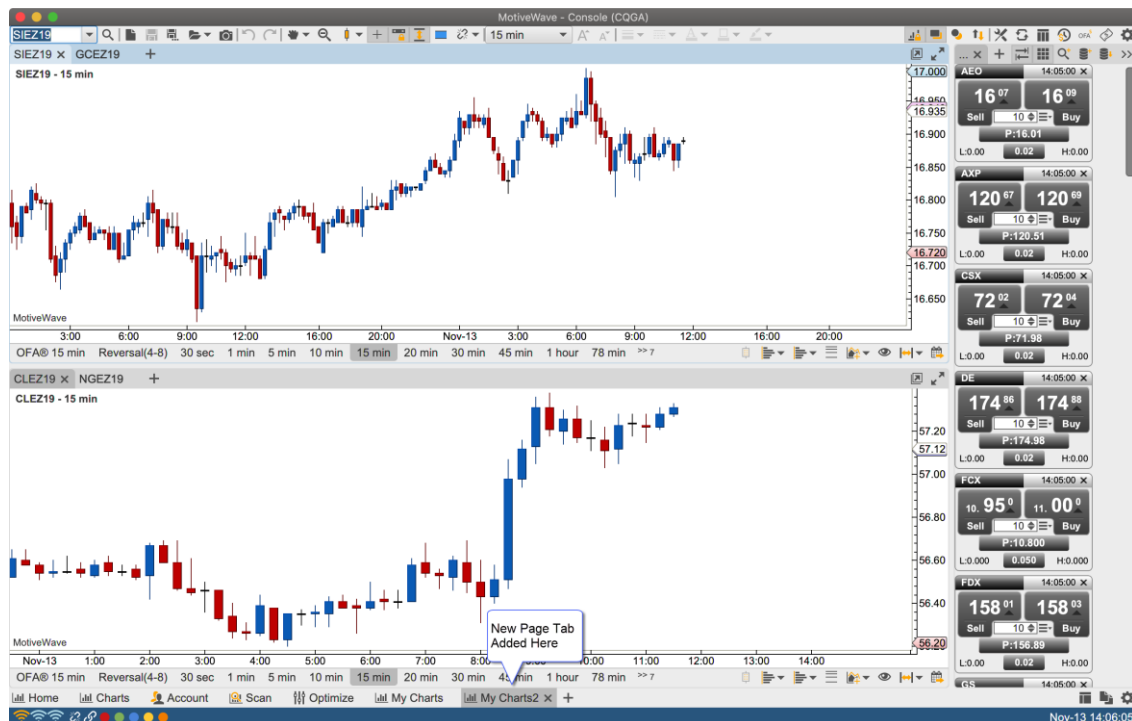 MotiveWave - Console (CQGA)
SIEZ19
15 min
OFA
SIEZ19 × GCEZ19 +
... × +
SIEZ19 - 15 min
17.000
16.950
16.935
16.900
16.850
16.800
16.750
16.720
16.700
16.650
MotiveWave
3:00 6:00 9:00 12:00 16:00 20:00 Nov-13 3:00 6:00 9:00 12:00 16:00 20:00
OFA® 15 min Reversal(4-8) 30 sec 1 min 5 min 10 min 15 min 20 min 30 min 45 min 1 hour 78 min >> 7
CLEZ19 × NGEZ19 +
CLEZ19 - 15 min
57.20
57.12
57.00
56.80
56.60
56.40
56.20
New Page Tab
Added Here
MotiveWave
Nov-13 1:00 2:00 3:00 4:00 5:00 6:00 7:00 8:00 9:00 10:00 11:00 12:00 13:00 14:00
OFA® 15 min Reversal(4-8) 30 sec 1 min 5 min 10 min 15 min 20 min 30 min 45 min 1 hour 78 min >> 7
AEO 14:05:00 ×
16 07 16 09
Sell 10 Buy
P:16.01
L:0.00 0.02 H:0.00
AXP 14:05:00 ×
120 67 120 69
Sell 10 Buy
P:120.51
L:0.00 0.02 H:0.00
CSX 14:05:00 ×
72 02 72 04
Sell 10 Buy
P:71.98
L:0.00 0.02 H:0.00
DE 14:05:00 ×
174 86 174 88
Sell 10 Buy
P:174.98
L:0.00 0.02 H:0.00
FCX 14:05:00 ×
10. 95 0 11. 00 0
Sell 10 Buy
P:10.800
L:0.000 0.050 H:0.000
FDX 14:05:00 ×
158 01 158 03
Sell 10 Buy
P:156.89
L:0.00 0.02 H:0.00
GS 14:05:00 ×
Home Charts Account Scan Optimize My Charts My Charts2 × +
Nov-13 14:06:05